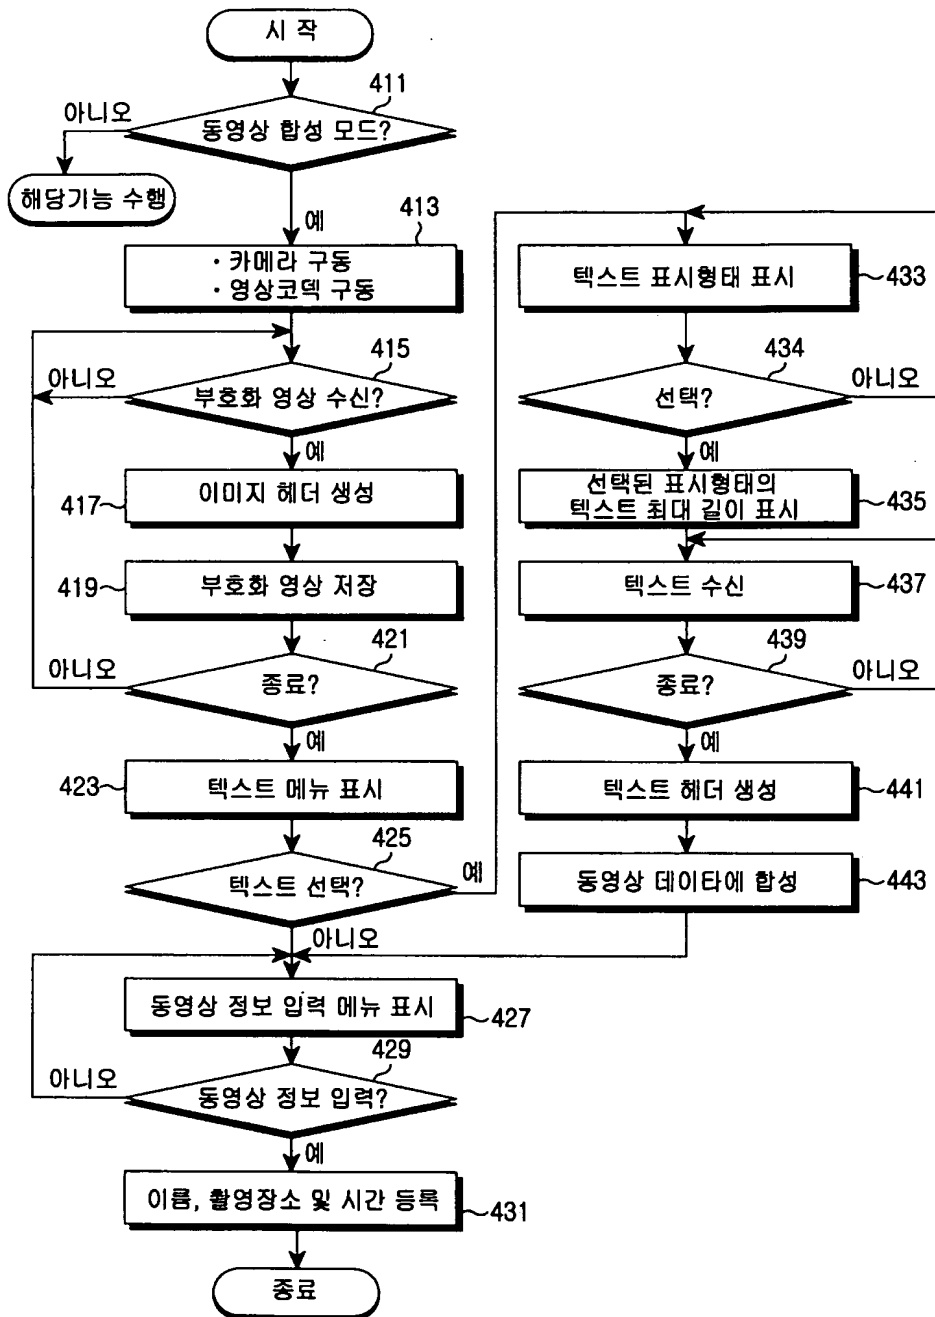 시 작
411
아니오
동영상 합성 모드?
해당기능 수행
예
413
· 카메라 구동
· 영상코덱 구동
415
아니오
부호화 영상 수신?
예
417
이미지 헤더 생성
419
부호화 영상 저장
421
아니오
종료?
예
423
텍스트 메뉴 표시
425
텍스트 선택?
예
아니오
동영상 정보 입력 메뉴 표시
427
429
아니오
동영상 정보 입력?
예
이름, 촬영장소 및 시간 등록
431
종료
텍스트 표시형태 표시
433
434
선택?
아니오
예
선택된 표시형태의
텍스트 최대 길이 표시
435
텍스트 수신
437
439
종료?
아니오
예
텍스트 헤더 생성
441
동영상 데이타에 합성
443